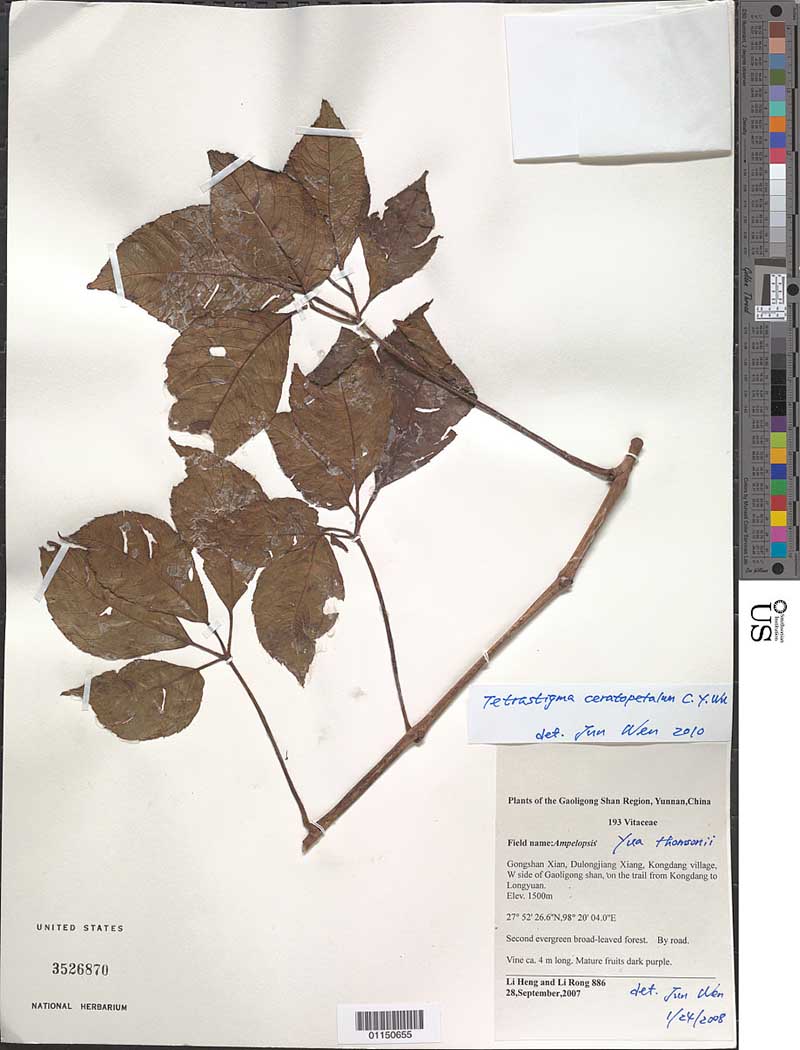 Tetrastigma ceratopetalum C.Y.Wu
det. Jun Wen 2010
Plants of the Gaoligong Shan Region, Yunnan,China
193 Vitaceae
Field name:Ampelopsis Yua thomsonii
Gongshan Xian, Dulongjiang Xiang, Kongdang village,
W side of Gaoligong shan, on the trail from Kongdang to
Longyuan.
Elev. 1500m
27° 52' 26.6"N,98° 20' 04.0"E
Second evergreen broad-leaved forest. By road.
Vine ca. 4 m long. Mature fruits dark purple.
Li Heng and Li Rong 886
28,September,2007
det. Jun Wen
1/24/2008
UNITED STATES
3526870
NATIONAL HERBARIUM
01150655
Golden Thread
US
Smithsonian
Institution